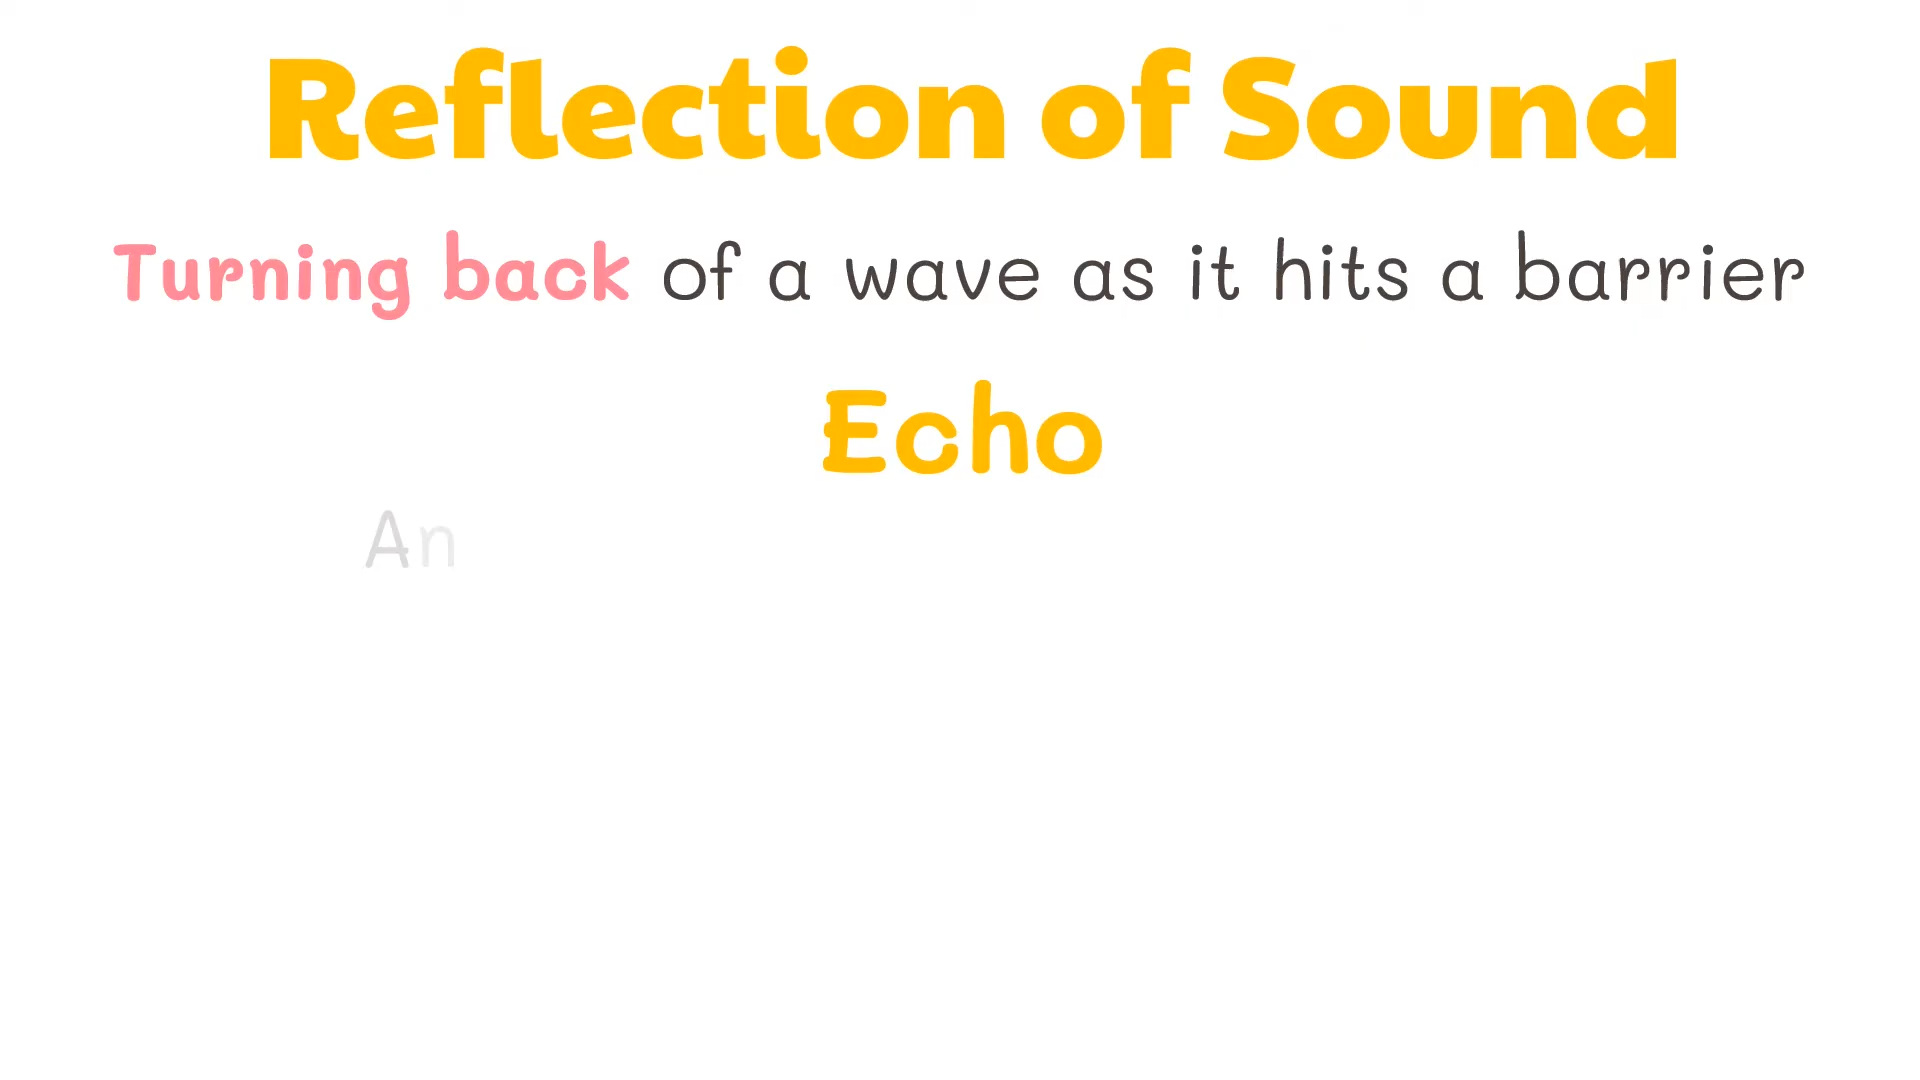 Reflection of Sound
Turning back of a wave as it hits a barrier
Echo
An